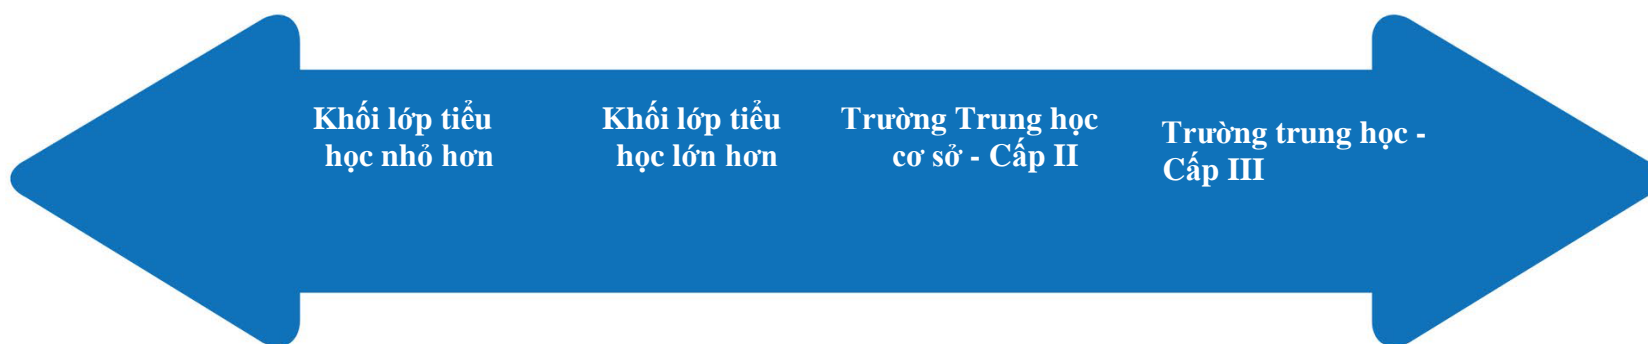 Khối lớp tiểu
học nhỏ hơn
Khối lớp tiểu
học lớn hơn
Trường Trung học
cơ sở - Cấp II
Trường trung học -
Cấp III